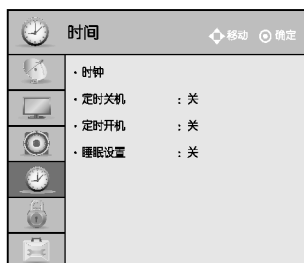 时间 移动 确定
· 时钟
· 定时关机 : 关
· 定时开机 : 关
· 睡眠设置 : 关